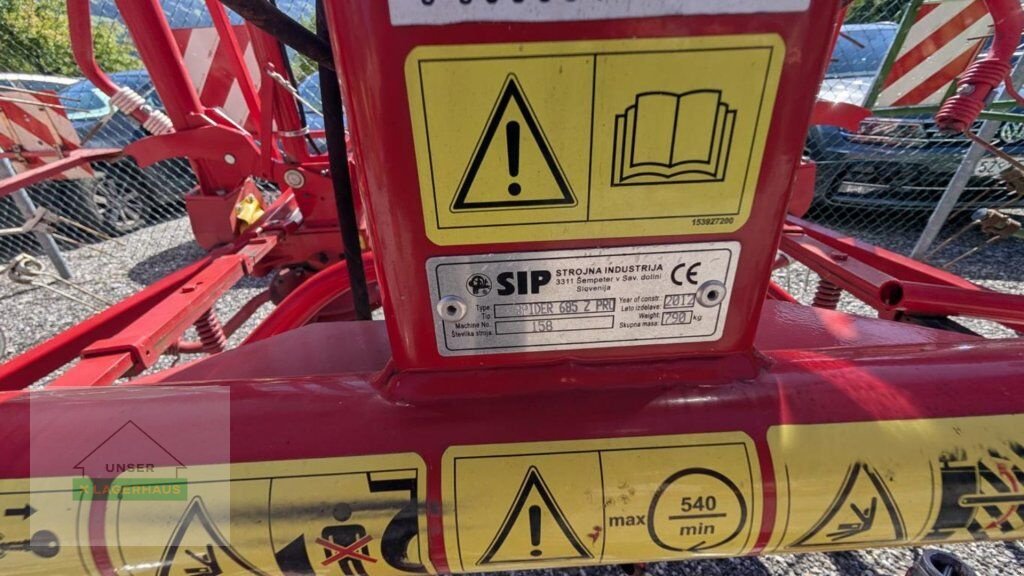 153927200
SIP STROJNA INDUSTRIJA CE
3311 Šempeter v Sav. dolini
Slovenija
Type: SPIDER 685 Z PRO Year of constr. 2012
Tip Leto izdelave:
Machine No. 158 Weight: 790 kg
Številka stroja: Skupna masa:
max 540
min
UNSER
LAGERHAUS